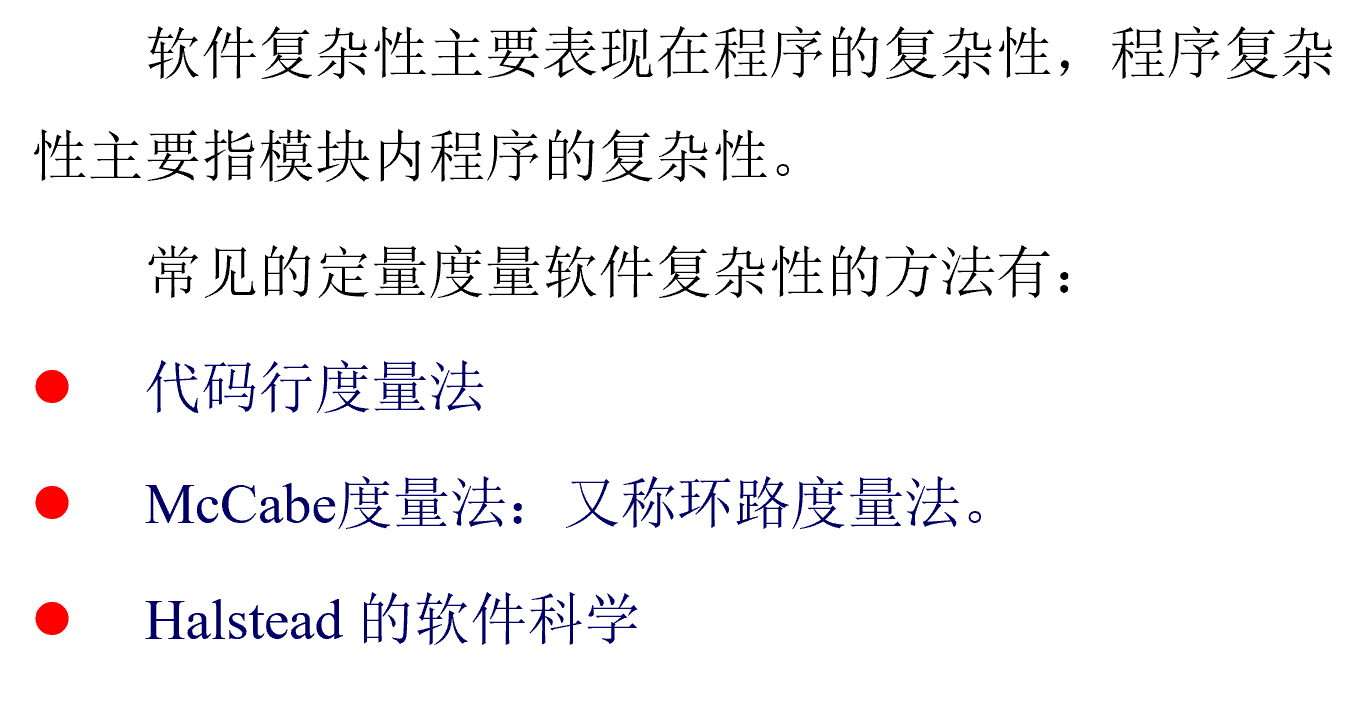 软件复杂性主要表现在程序的复杂性，程序复杂
性主要指模块内程序的复杂性。
常见的定量度量软件复杂性的方法有：
● 代码行度量法
● McCabe度量法：又称环路度量法。
● Halstead 的软件科学